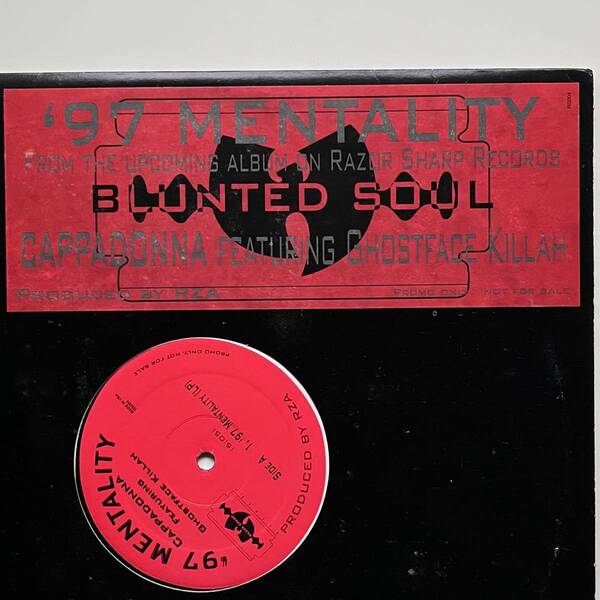 '97 MENTALITY
FROM THE UPCOMING ALBUM ON RAZOR SHARP RECORDS
BLUNTED SOUL
CAPPADONNA FEATURING GHOSTFACE KILLAH
PRODUCED BY RZA
PROMO ONLY NOT FOR SALE
PROMO ONLY, NOT FOR SALE
SIDE A 1. '97 MENTALITY (LP)
(5:05)
PRODUCED BY RZA
'97 MENTALITY
CAPPADONNA
FEATURING
GHOSTFACE KILLAH